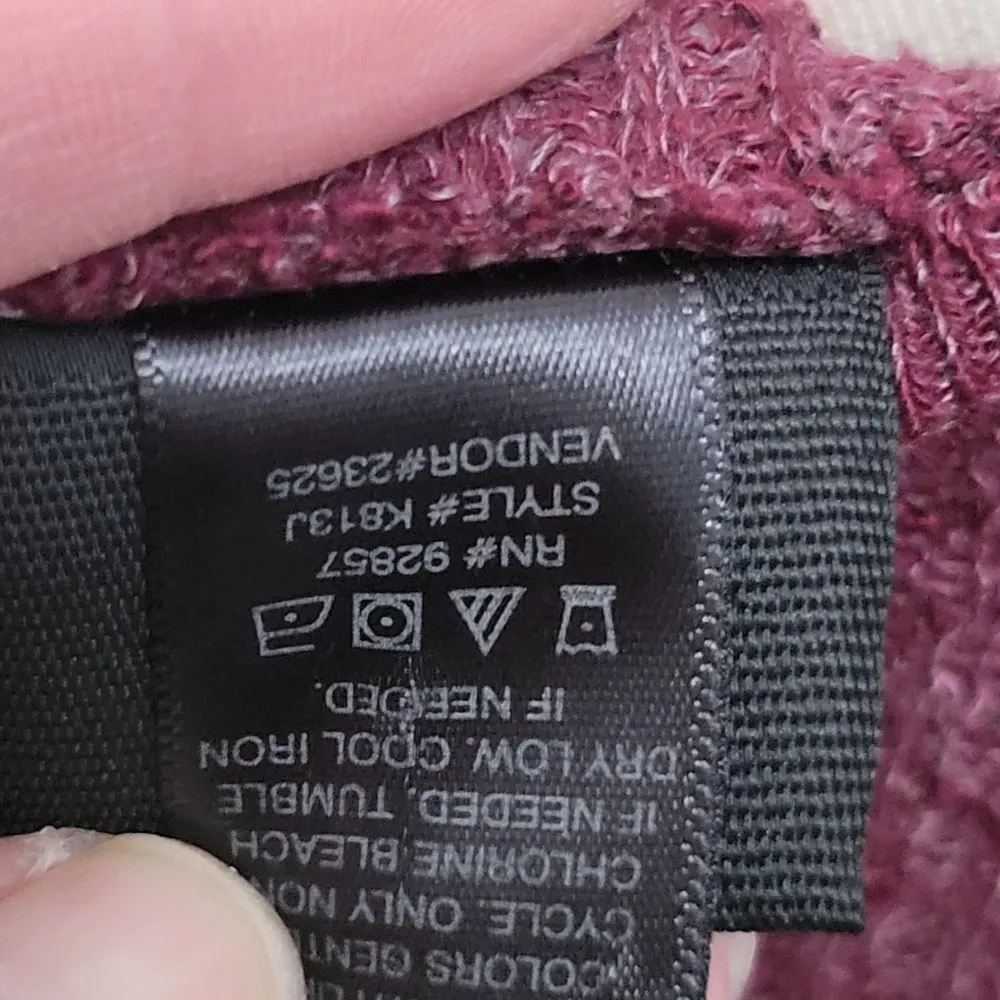 COLORS GENT
CYCLE. ONLY NON
CHLORINE BLEACH
IF NEEDED. TUMBLE
DRY LOW. COOL IRON
IF NEEDED.
RN# 92857
STYLE# K813J
VENDOR#23625